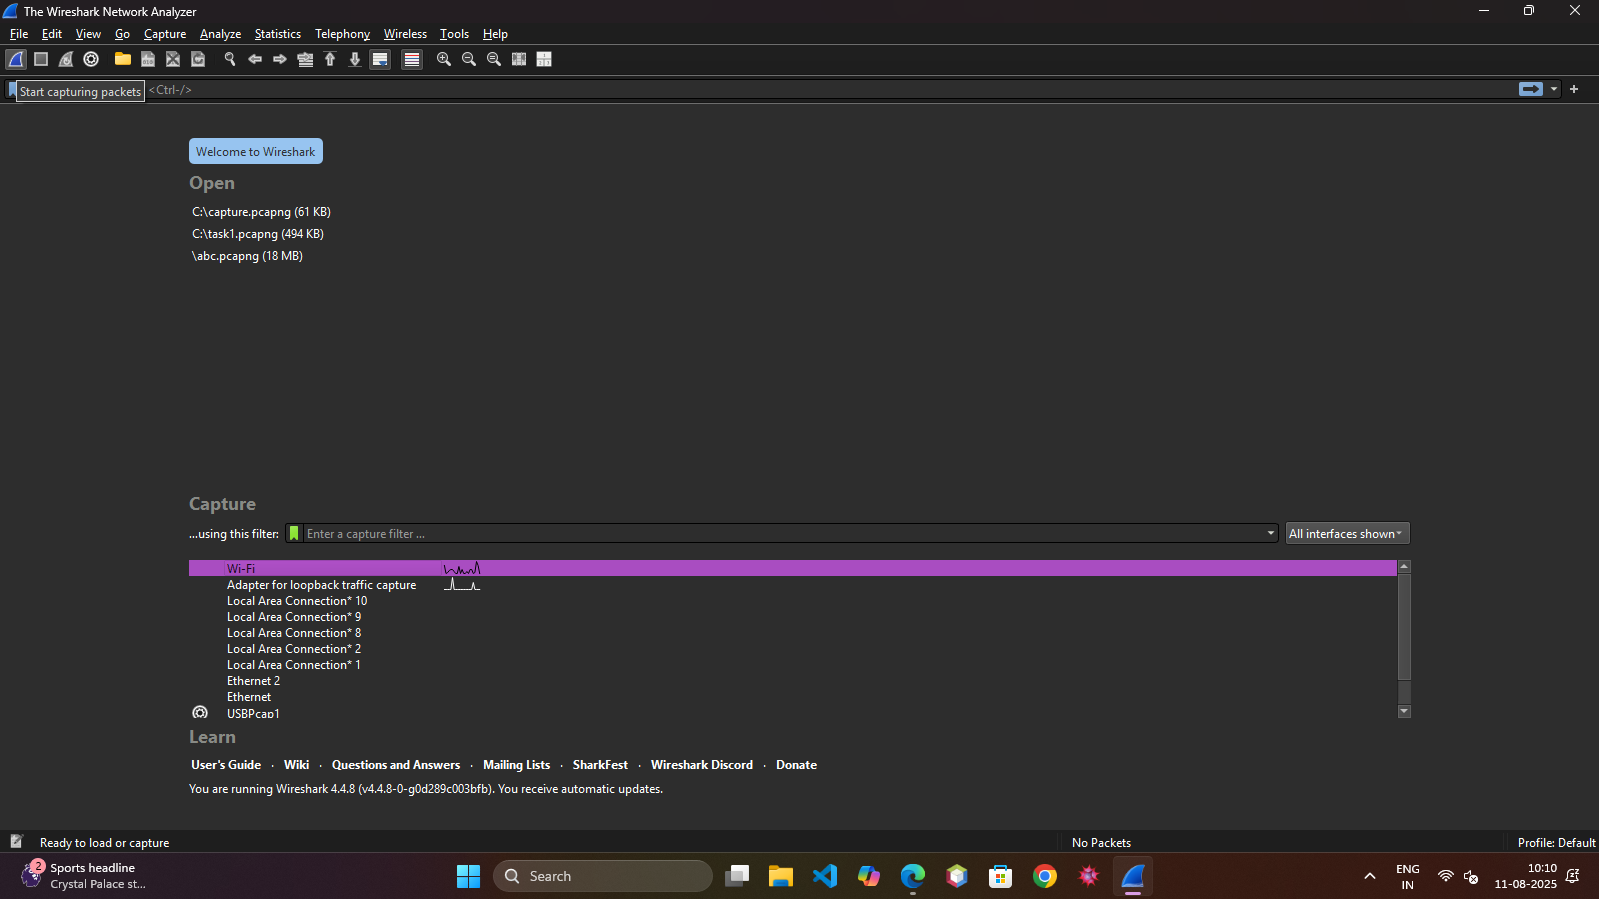 The Wireshark Network Analyzer
File Edit View Go Capture Analyze Statistics Telephony Wireless Tools Help
Start capturing packets <Ctrl-/>
Welcome to Wireshark
Open
C:\capture.pcapng (61 KB)
C:\task1.pcapng (494 KB)
\abc.pcapng (18 MB)
Capture
...using this filter: Enter a capture filter ... All interfaces shown
Wi-Fi
Adapter for loopback traffic capture
Local Area Connection* 10
Local Area Connection* 9
Local Area Connection* 8
Local Area Connection* 2
Local Area Connection* 1
Ethernet 2
Ethernet
USBPcap1
Learn
User's Guide · Wiki · Questions and Answers · Mailing Lists · SharkFest · Wireshark Discord · Donate
You are running Wireshark 4.4.8 (v4.4.8-0-g0d289c003bfb). You receive automatic updates.
Ready to load or capture No Packets Profile: Default
2 Sports headline
Crystal Palace st...
Search
ENG
IN
10:10
11-08-2025